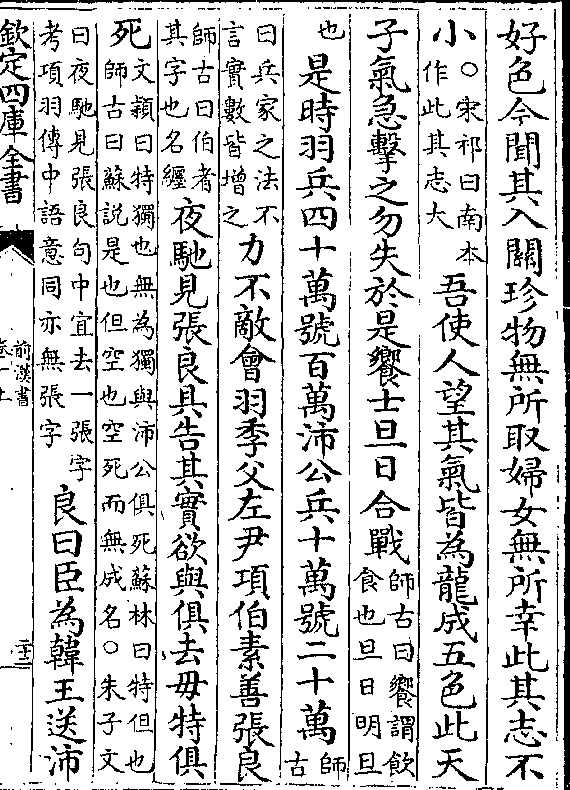 好色今聞其入關珍物無所取婦女無所幸此其志不
小○宋祁曰南本作此其志大吾使人望其氣皆為龍成五色此天
子氣急擊之勿失於是饗士旦日合戰師古曰饗謂飲食也旦日明旦
也是時羽兵四十萬號百萬沛公兵十萬號二十萬師古
曰兵家之法不言實數皆增之力不敵會羽季父左尹項伯素善張良
師古曰伯者其字也名纒夜馳見張良具告其實欲與俱去毋特俱
死文穎曰特獨也無為獨與沛公俱死蘇林曰特但也師古曰蘇說是也但空也空死而無成名○朱子文
曰夜馳見張良句中宜去一張字考項羽傳中語意同亦無張字良曰臣為韓王送沛
欽定四庫全書
前漢書